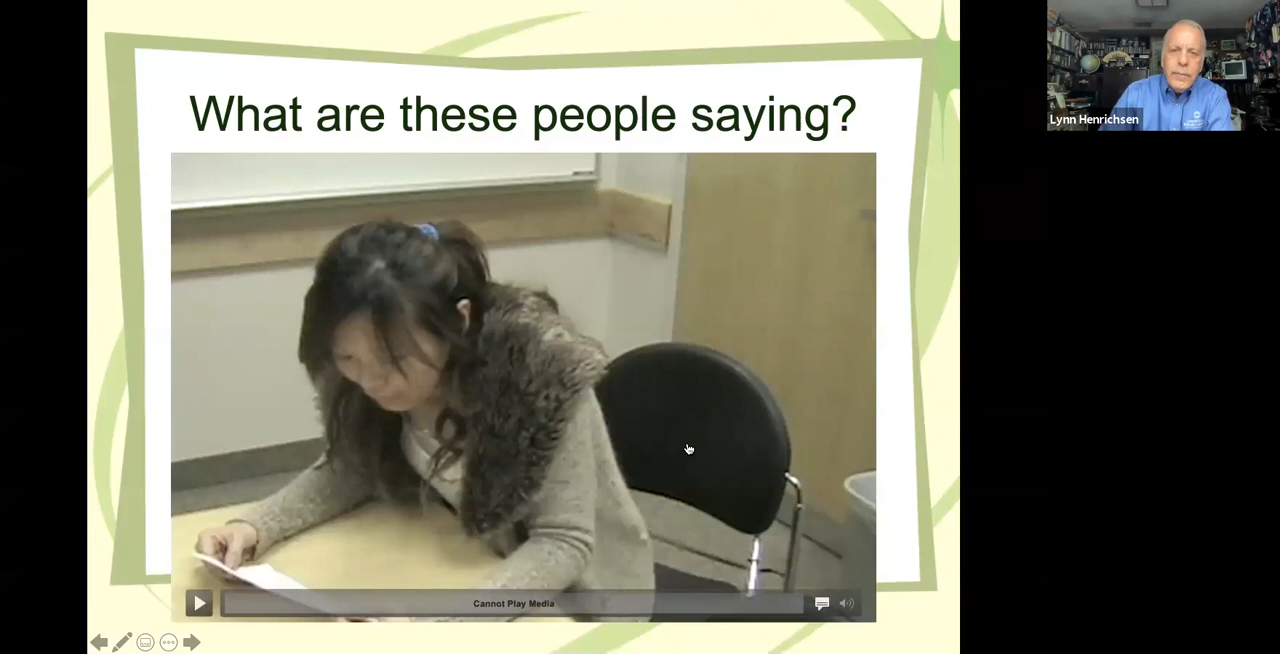 What are these people saying?
Lynn Henrichsen
Cannot Play Media